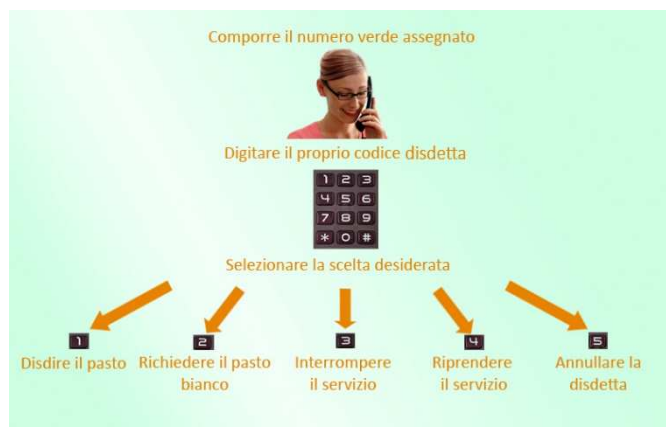 Comporre il numero verde assegnato
Digitare il proprio codice disdetta
1 2 3
4 5 6
7 8 9
* 0 #
Selezionare la scelta desiderata
1
Disdire il pasto
2
Richiedere il pasto
bianco
3
Interrompere
il servizio
4
Riprendere
il servizio
5
Annullare la
disdetta